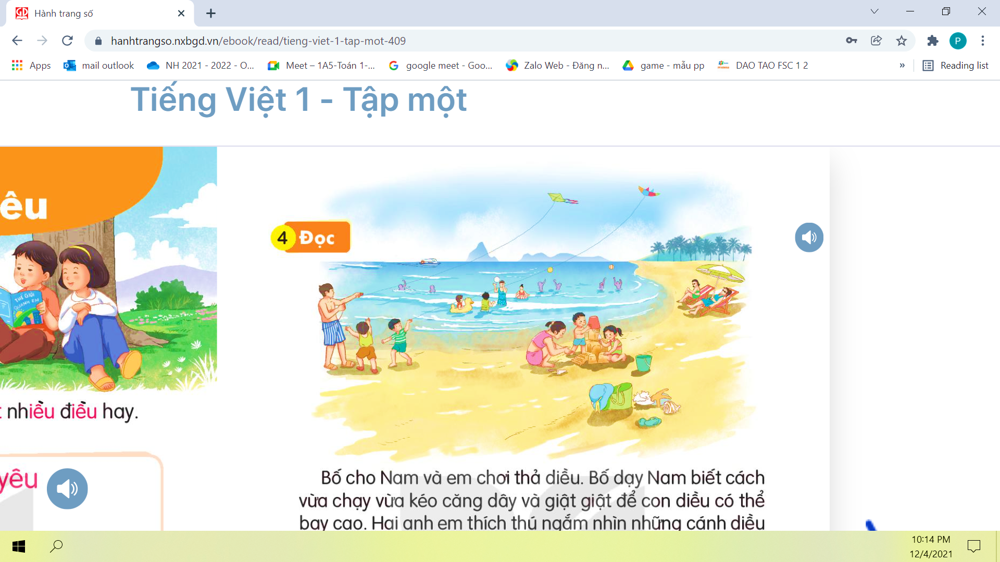 Hành trang số
hanhtrangso.nxbgd.vn/ebook/read/tieng-viet-1-tap-mot-409
P
Apps
mail outlook
NH 2021 - 2022 - O...
Meet – 1A5-Toán 1-...
google meet - Goo...
Zalo Web - Đăng n...
game - mẫu pp
DAO TAO FSC 1 2
»
Reading list
Tiếng Việt 1 - Tập một
êu
THẾ GIỚI
QUANH EM
nhiều điều hay.
yêu
4 Đọc
Bố cho Nam và em chơi thả diều. Bố dạy Nam biết cách
vừa chạy vừa kéo căng dây và giật giật để con diều có thể
bay cao. Hai anh em thích thú ngắm nhìn những cánh diều
10:14 PM
12/4/2021